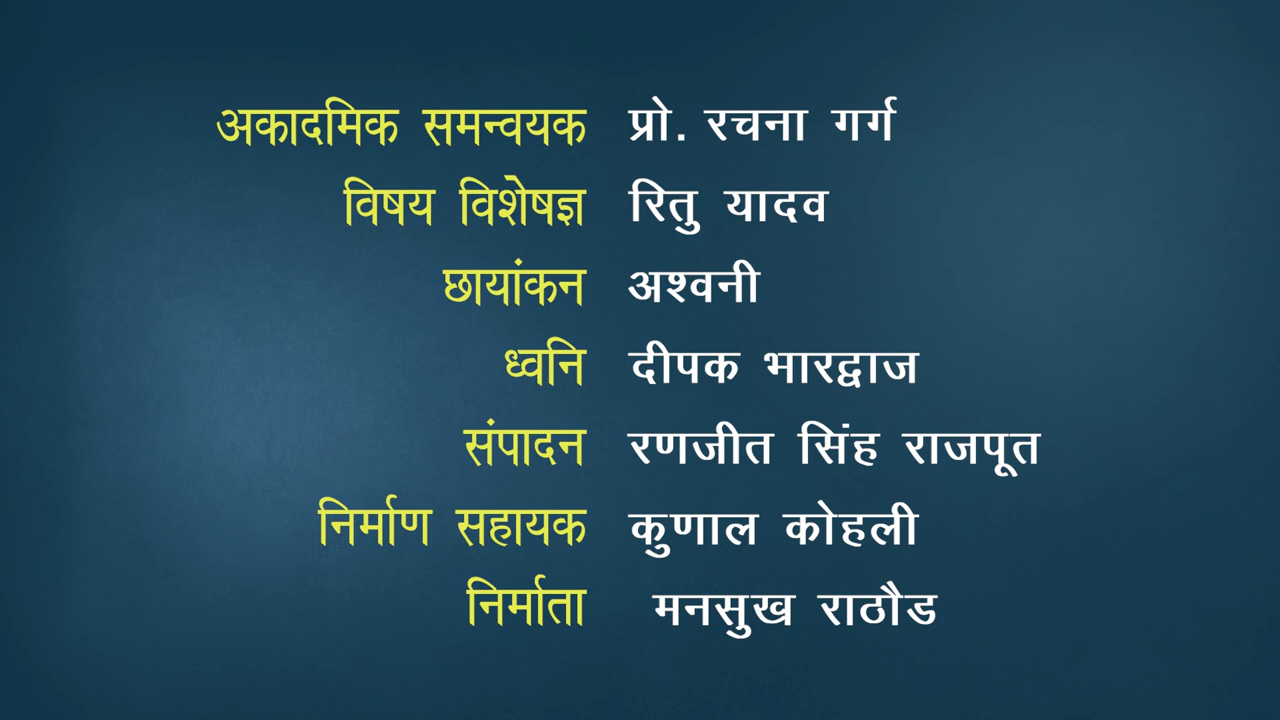 अकादमिक समन्वयक प्रो. रचना गर्ग
विषय विशेषज्ञ रितु यादव
छायांकन अश्वनी
ध्वनि दीपक भारद्वाज
संपादन रणजीत सिंह राजपूत
निर्माण सहायक कुणाल कोहली
निर्माता मनसुख राठौड